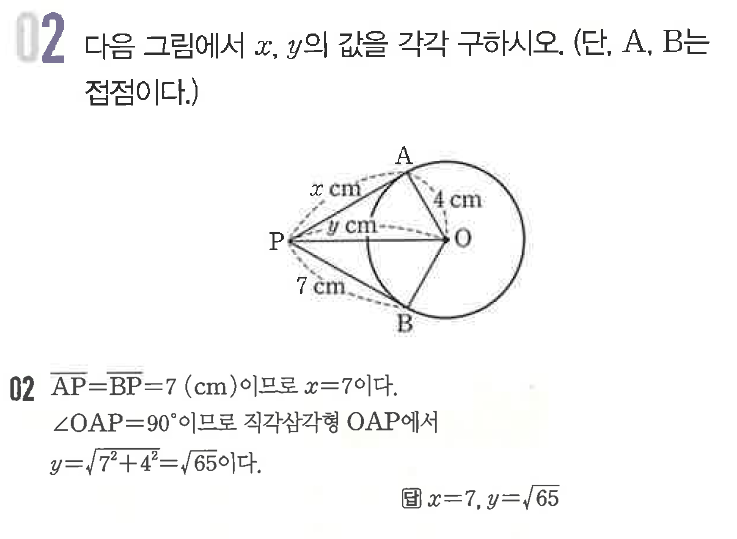 02 다음 그림에서 x, y의 값을 각각 구하시오. (단, A, B는
접점이다.)
A
x cm
4 cm
y cm
P
O
7 cm
B
02 AP=BP=7 (cm)이므로 x=7이다.
∠OAP=90°이므로 직각삼각형 OAP에서
y=√7²+4²=√65이다.
답 x=7, y=√65